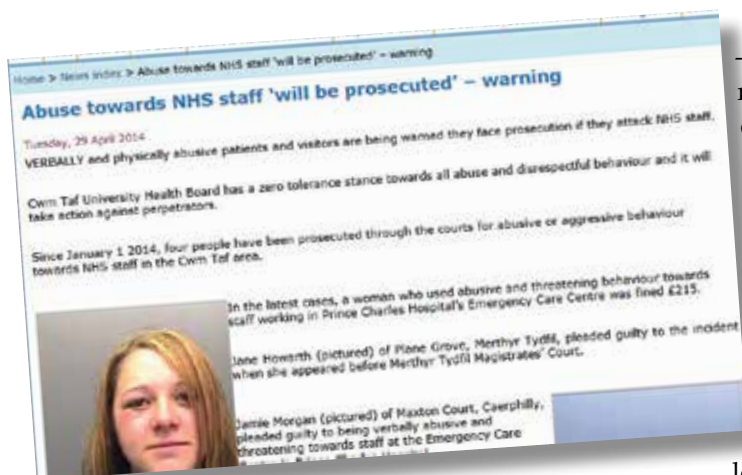 Home > News index > Abuse towards NHS staff 'will be prosecuted' – warning
Abuse towards NHS staff 'will be prosecuted' – warning
Tuesday, 29 April 2014
VERBALLY and physically abusive patients and visitors are being warned they face prosecution if they attack NHS staff.
Cwm Taf University Health Board has a zero tolerance stance towards all abuse and disrespectful behaviour and it will
take action against perpetrators.
Since January 1 2014, four people have been prosecuted through the courts for abusive or aggressive behaviour
towards NHS staff in the Cwm Taf area.
In the latest cases, a woman who used abusive and threatening behaviour towards
staff working in Prince Charles Hospital's Emergency Care Centre was fined £215.
Jane Howarth (pictured) of Plane Grove, Merthyr Tydfil, pleaded guilty to the incident
when she appeared before Merthyr Tydfil Magistrates' Court.
Jamie Morgan (pictured) of Maxton Court, Caerphilly,
pleaded guilty to being verbally abusive and
threatening towards staff at the Emergency Care